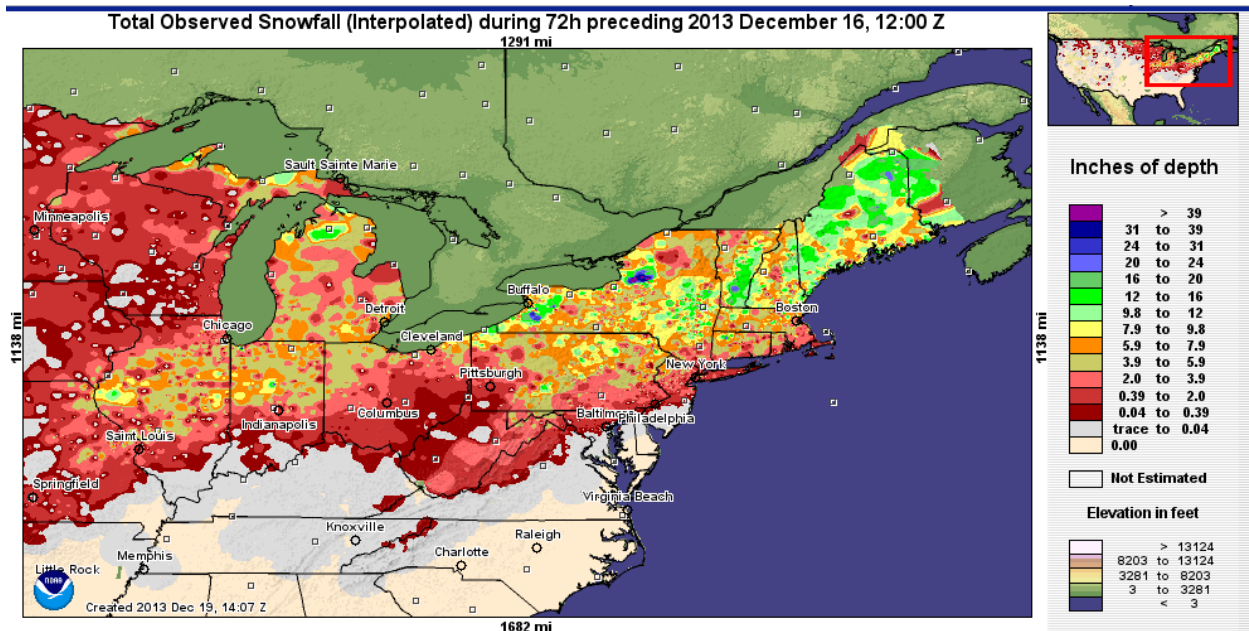 Total Observed Snowfall (Interpolated) during 72h preceding 2013 December 16, 12:00 Z
1291 mi
Sault Sainte Marie
Minneapolis
Buffalo
Detroit
Boston
Chicago
Cleveland
1138 mi
1138 mi
New York
Pittsburgh
Columbus
Baltimore
Philadelphia
Indianapolis
Saint Louis
Springfield
Virginia Beach
Knoxville
Raleigh
Charlotte
Memphis
Little Rock
NOAA
Created 2013 Dec 19, 14:07 Z
1682 mi
Inches of depth
> 39
31 to 39
24 to 31
20 to 24
16 to 20
12 to 16
9.8 to 12
7.9 to 9.8
5.9 to 7.9
3.9 to 5.9
2.0 to 3.9
0.39 to 2.0
0.04 to 0.39
trace to 0.04
0.00
Not Estimated
Elevation in feet
> 13124
8203 to 13124
3281 to 8203
3 to 3281
< 3